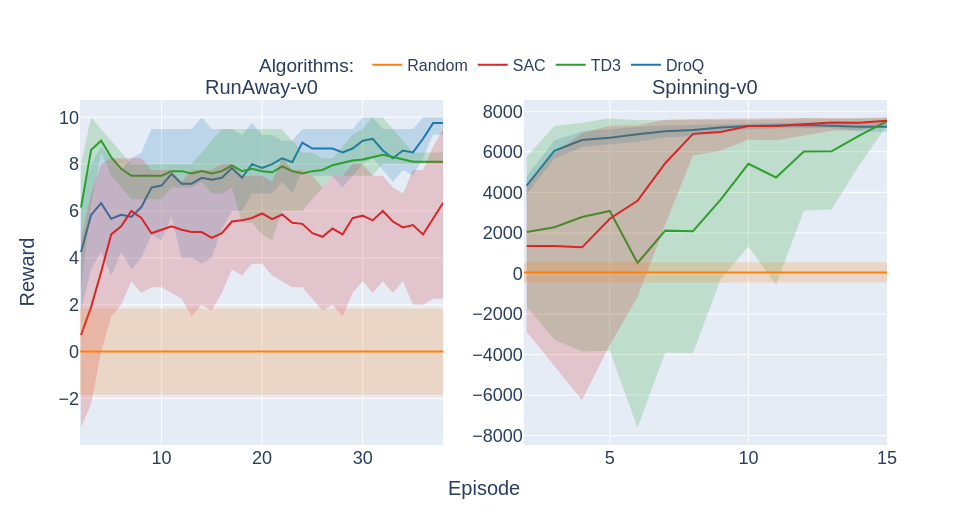 Algorithms: Random SAC TD3 DroQ
RunAway-v0 Spinning-v0
Reward
10
8
6
4
2
0
−2
10 20 30
8000
6000
4000
2000
0
−2000
−4000
−6000
−8000
5 10 15
Episode